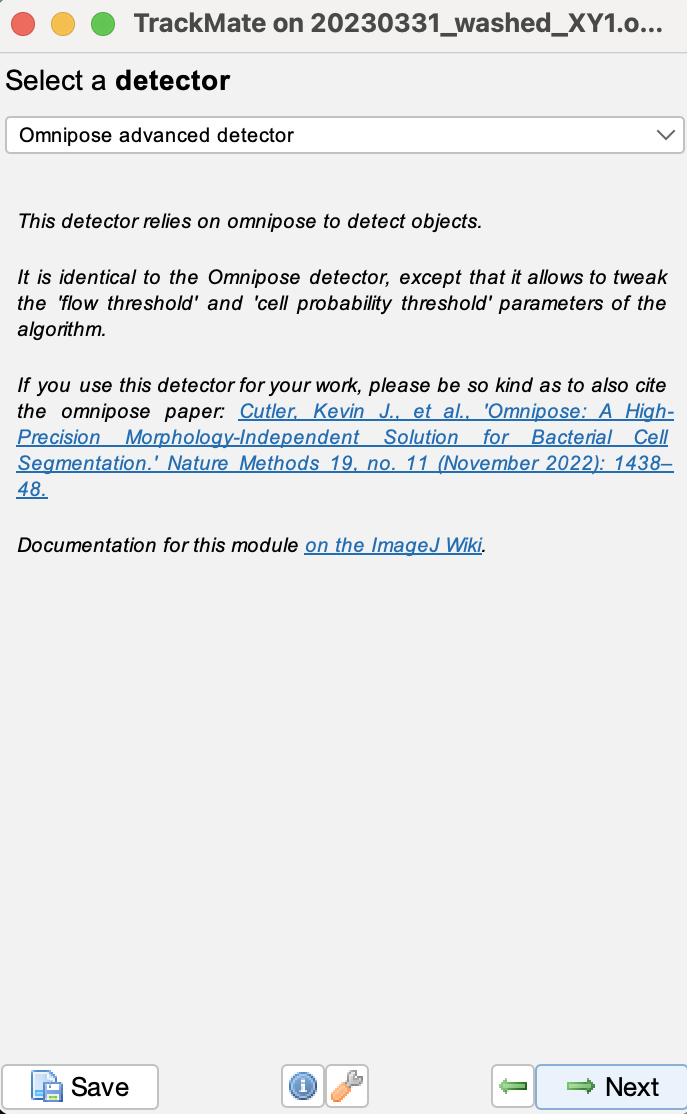 TrackMate on 20230331_washed_XY1.o...
Select a detector
Omnipose advanced detector
This detector relies on omnipose to detect objects.
It is identical to the Omnipose detector, except that it allows to tweak
the 'flow threshold' and 'cell probability threshold' parameters of the
algorithm.
If you use this detector for your work, please be so kind as to also cite
the omnipose paper: Cutler, Kevin J., et al., 'Omnipose: A High-
Precision Morphology-Independent Solution for Bacterial Cell
Segmentation.' Nature Methods 19, no. 11 (November 2022): 1438–
48.
Documentation for this module on the ImageJ Wiki.
Save
Next